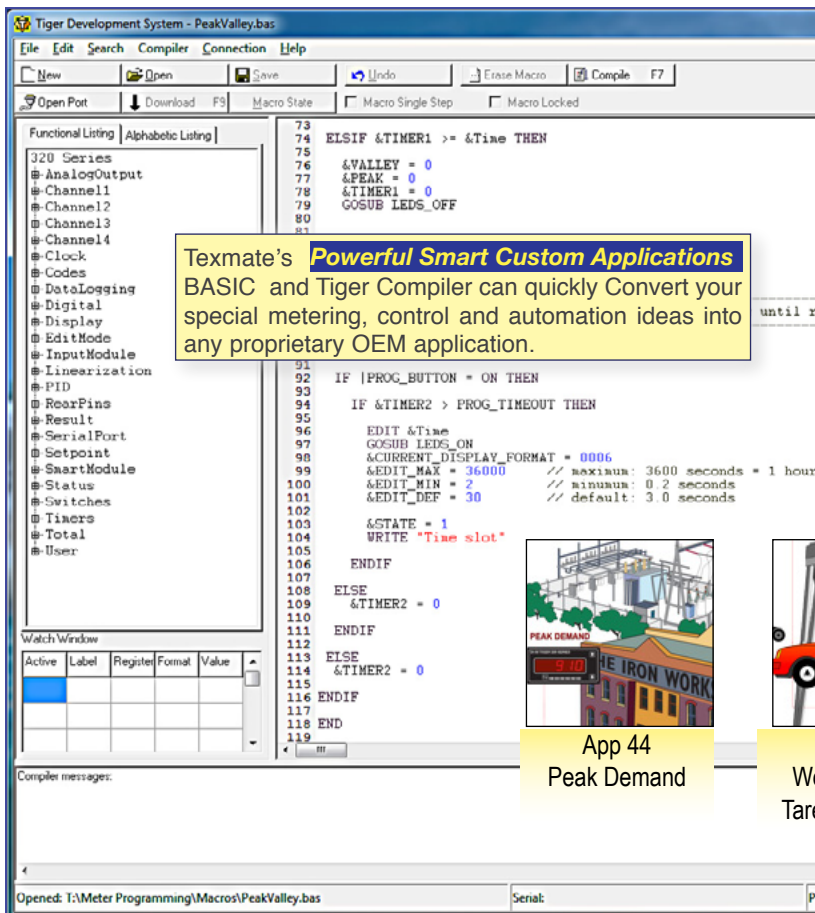 Tiger Development System - PeakValley.bas
File Edit Search Compiler Connection Help
New Open Save Undo Erase Macro Compile F7
Open Port Download F9 Macro State Macro Single Step Macro Locked
Functional Listing Alphabetic Listing
320 Series
AnalogOutput
Channel1
Channel2
Channel3
Channel4
Clock
Codes
DataLogging
Digital
Display
EditMode
InputModule
Linearization
PID
RearPins
Result
SerialPort
Setpoint
SmartModule
Status
Switches
Timers
Total
User
Watch Window
Active Label Register Format Value
73
74 ELSIF &TIMER1 >= &Time THEN
75
76 &VALLEY = 0
77 &PEAK = 0
78 &TIMER1 = 0
79 GOSUB LEDS_OFF
80
81
Texmate's Powerful Smart Custom Applications
BASIC and Tiger Compiler can quickly Convert your
special metering, control and automation ideas into
any proprietary OEM application.
until
91
92 IF |PROG_BUTTON = ON THEN
93
94 IF &TIMER2 > PROG_TIMEOUT THEN
95
96 EDIT &Time
97 GOSUB LEDS_ON
98 &CURRENT_DISPLAY_FORMAT = 0006
99 &EDIT_MAX = 36000 // maximum: 3600 seconds = 1 hour
100 &EDIT_MIN = 2 // minumum: 0.2 seconds
101 &EDIT_DEF = 30 // default: 3.0 seconds
102
103 &STATE = 1
104 WRITE "Time slot"
105
106 ENDIF
107
108 ELSE
109 &TIMER2 = 0
110
111 ENDIF
112
113 ELSE
114 &TIMER2 = 0
115
116 ENDIF
117
118 END
119
PEAK DEMAND
910
HE IRON WORK
App 44
Peak Demand
We
Tare
Compiler messages:
Opened: T:\Meter Programming\Macros\PeakValley.bas Serial: P